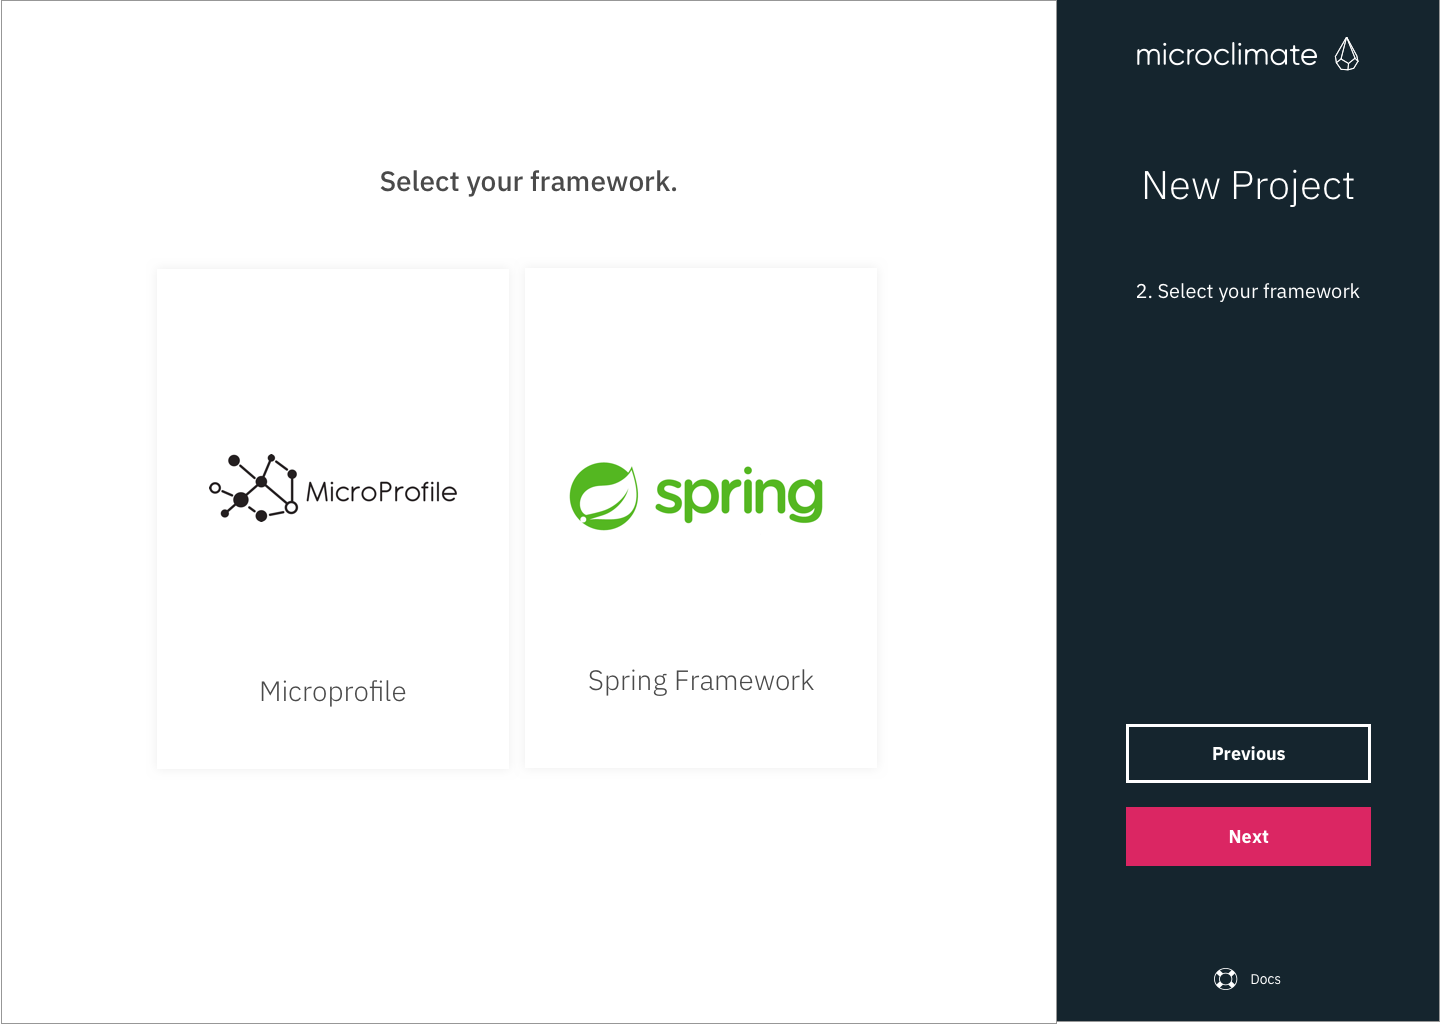 Select your framework.
MicroProfile
Microprofile
spring
Spring Framework
microclimate
New Project
2. Select your framework
Previous
Next
Docs